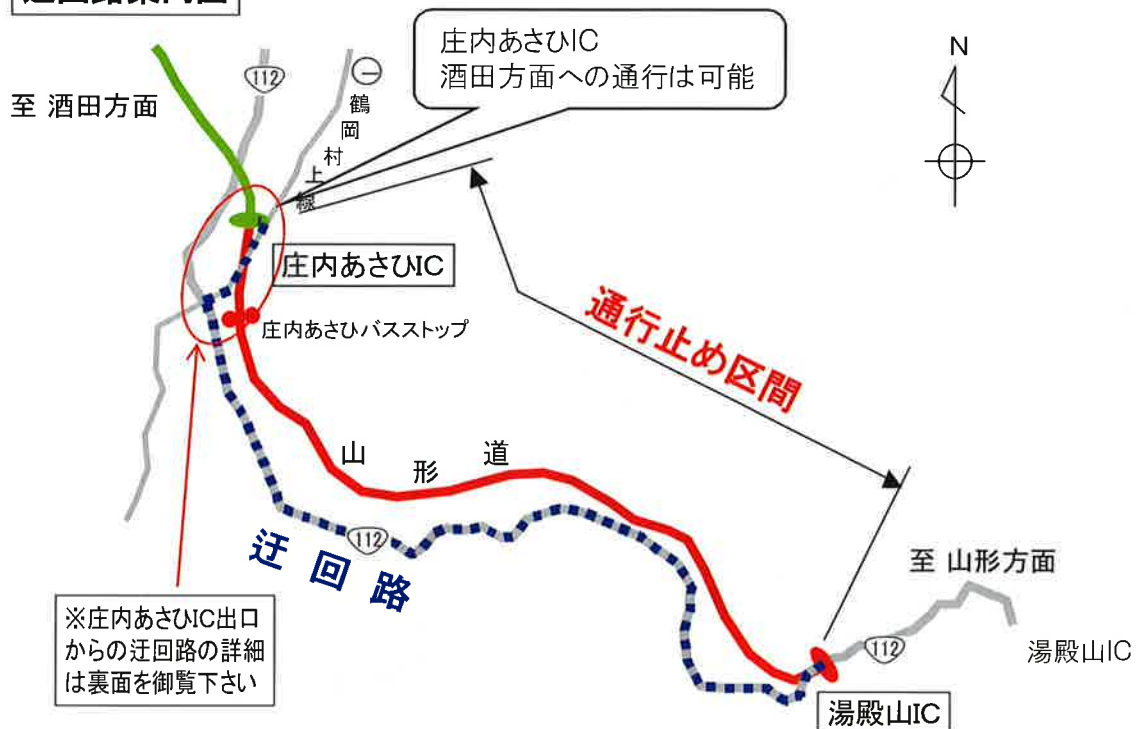 庄内あさひIC
酒田方面への通行は可能
N
112
至 酒田方面
㊀
鶴岡村上線
庄内あさひIC
庄内あさひバスストップ
通行止め区間
山形道
112
迂回路
至 山形方面
112
湯殿山IC
湯殿山IC
※庄内あさひIC出口
からの迂回路の詳細
は裏面を御覧下さい